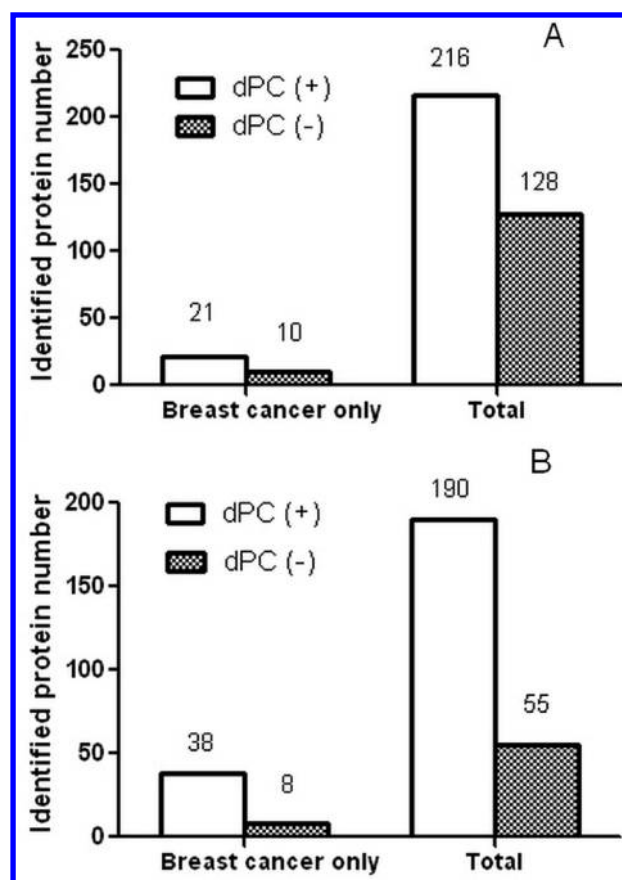 A
Identified protein number
250
200
150
100
50
0
dPC (+)
dPC (-)
21
10
216
128
Breast cancer only
Total
B
Identified protein number
200
150
100
50
0
dPC (+)
dPC (-)
38
8
190
55
Breast cancer only
Total